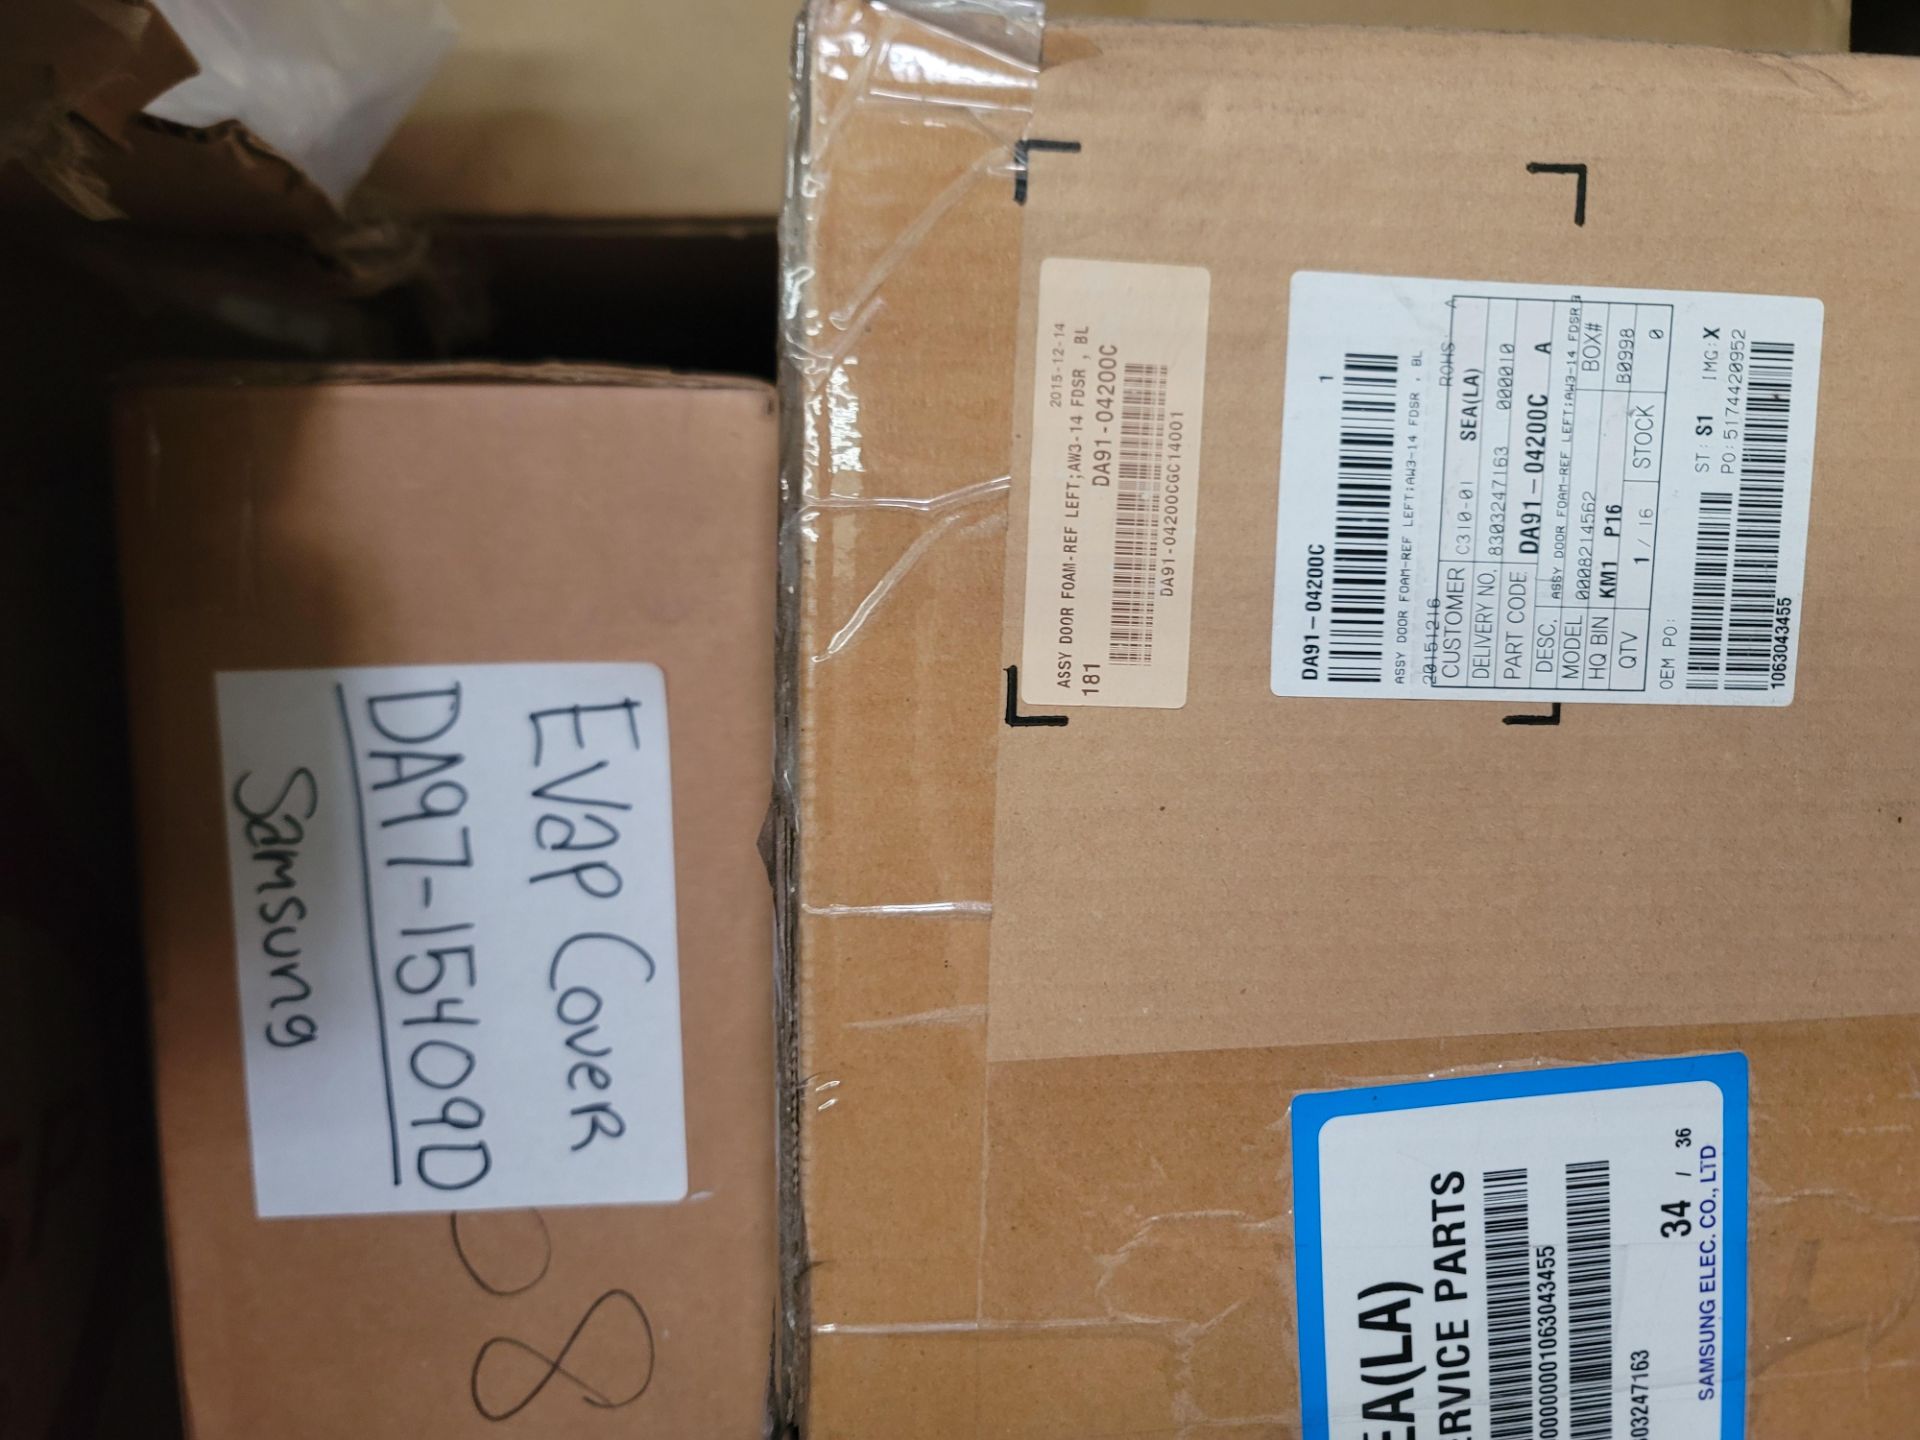 Samsung
DA97-15409D
Evap Cover
08
2015-12-14
ASSY DOOR FOAM-REF LEFT;AW3-14 FDSR , BL
181 DA91-04200C
DA91-04200CGC14001
DA91-04200C 1
ASSY DOOR FOAM-REF LEFT;AW3-14 FDSR , BL
20151216 ROHS: A
CUSTOMER C310-01 SEA(LA)
DELIVERY NO. 8303247163 000010
PART CODE DA91-04200C A
DESC. ASSY DOOR FOAM-REF LEFT;AW3-14 FDSR
MODEL 0008214562 BOX#
HQ BIN KM1 P16 B0998
QTY 1 / 16 STOCK 0
OEM PO: ST: S1 IMG:X
PO:5174420952
1063043455
EA(LA)
ERVICE PARTS
0000000001063043455
303247163
34 / 36
SAMSUNG ELEC. CO., LTD